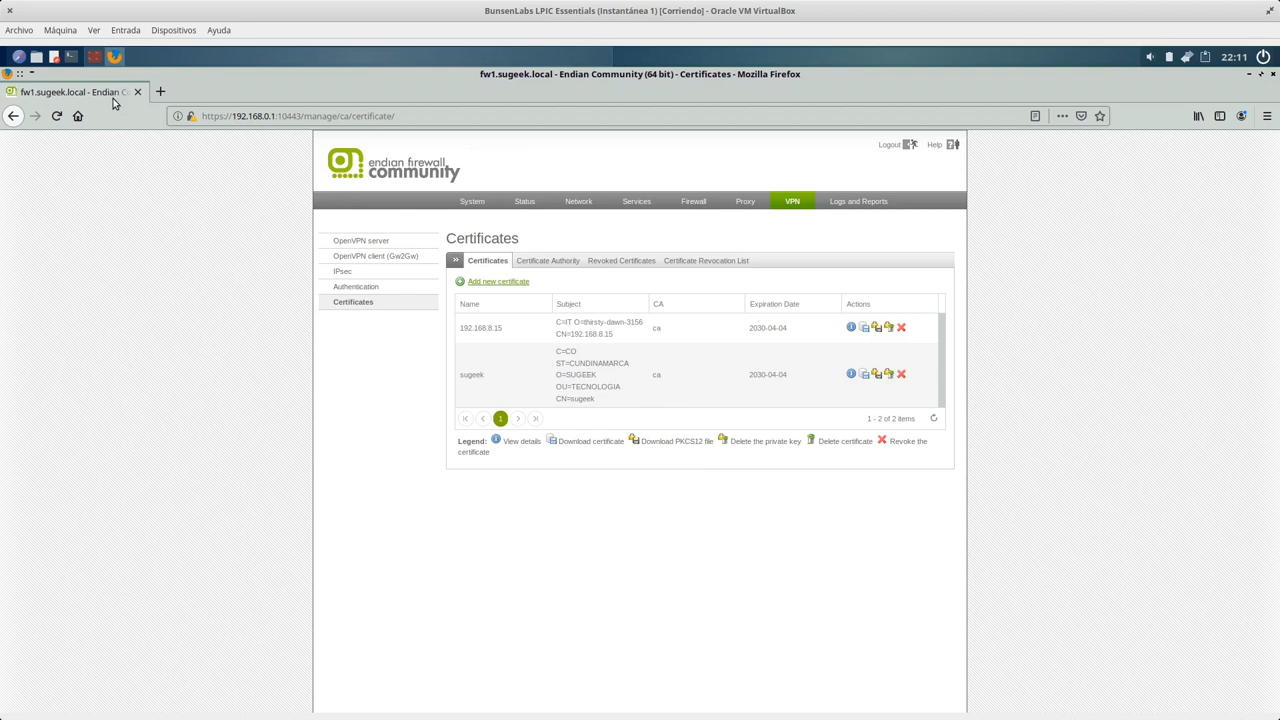 BunsenLabs LPIC Essentials (Instantánea 1) [Corriendo] - Oracle VM VirtualBox
Archivo Máquina Ver Entrada Dispositivos Ayuda
22:11
fw1.sugeek.local - Endian Community (64 bit) - Certificates - Mozilla Firefox
fw1.sugeek.local - Endian C
https://192.168.0.1:10443/manage/ca/certificate/
Logout Help
endian firewall
community
System Status Network Services Firewall Proxy VPN Logs and Reports
OpenVPN server
OpenVPN client (Gw2Gw)
IPsec
Authentication
Certificates
Certificates
» Certificates Certificate Authority Revoked Certificates Certificate Revocation List
Add new certificate
Name Subject CA Expiration Date Actions
192.168.8.15 C=IT O=thirsty-dawn-3156 ca 2030-04-04
CN=192.168.8.15
C=CO
ST=CUNDINAMARCA
sugeek O=SUGEEK ca 2030-04-04
OU=TECNOLOGIA
CN=sugeek
1 1 - 2 of 2 items
Legend: View details Download certificate Download PKCS12 file Delete the private key Delete certificate Revoke the
certificate